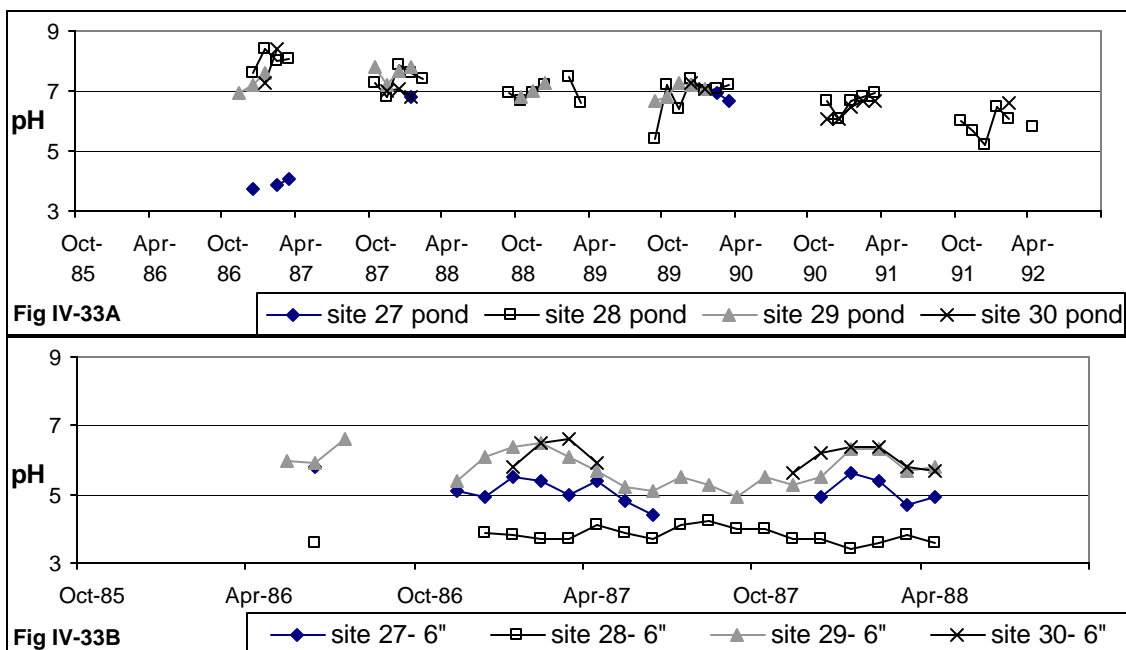 9
7
pH
5
3
Oct- Apr- Oct- Apr- Oct- Apr- Oct- Apr- Oct- Apr- Oct- Apr- Oct- Apr-
85 86 86 87 87 88 88 89 89 90 90 91 91 92
Fig IV-33A
site 27 pond site 28 pond site 29 pond site 30 pond
9
7
pH
5
3
Oct-85 Apr-86 Oct-86 Apr-87 Oct-87 Apr-88
Fig IV-33B
site 27- 6" site 28- 6" site 29- 6" site 30- 6"